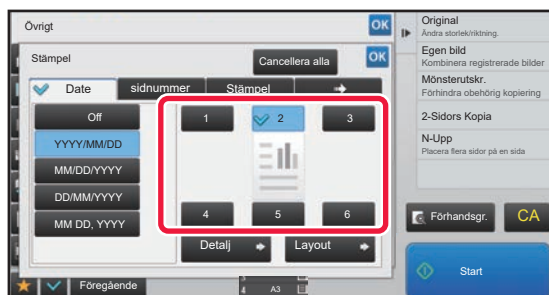 Övrigt
OK
Stämpel
Cancellera alla
OK
Date
sidnummer
Stämpel
Off
YYYY/MM/DD
MM/DD/YYYY
DD/MM/YYYY
MM DD, YYYY
1
2
3
4
5
6
Detalj
Layout
Föregående
3
4
A3
Original
Ändra storlek/riktning.
Egen bild
Kombinera registrerade bilder
Mönsterutskr.
Förhindra obehörig kopiering
2-Sidors Kopia
N-Upp
Placera flera sidor på en sida
Förhandsgr.
CA
Start